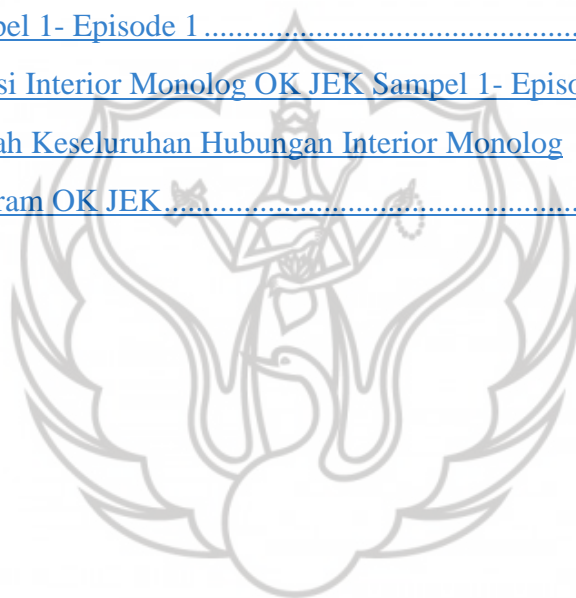 pel 1- Episode 1 ................................................
si Interior Monolog OK JEK Sampel 1- Episo
ah Keseluruhan Hubungan Interior Monolog
ram OK JEK .....................................................